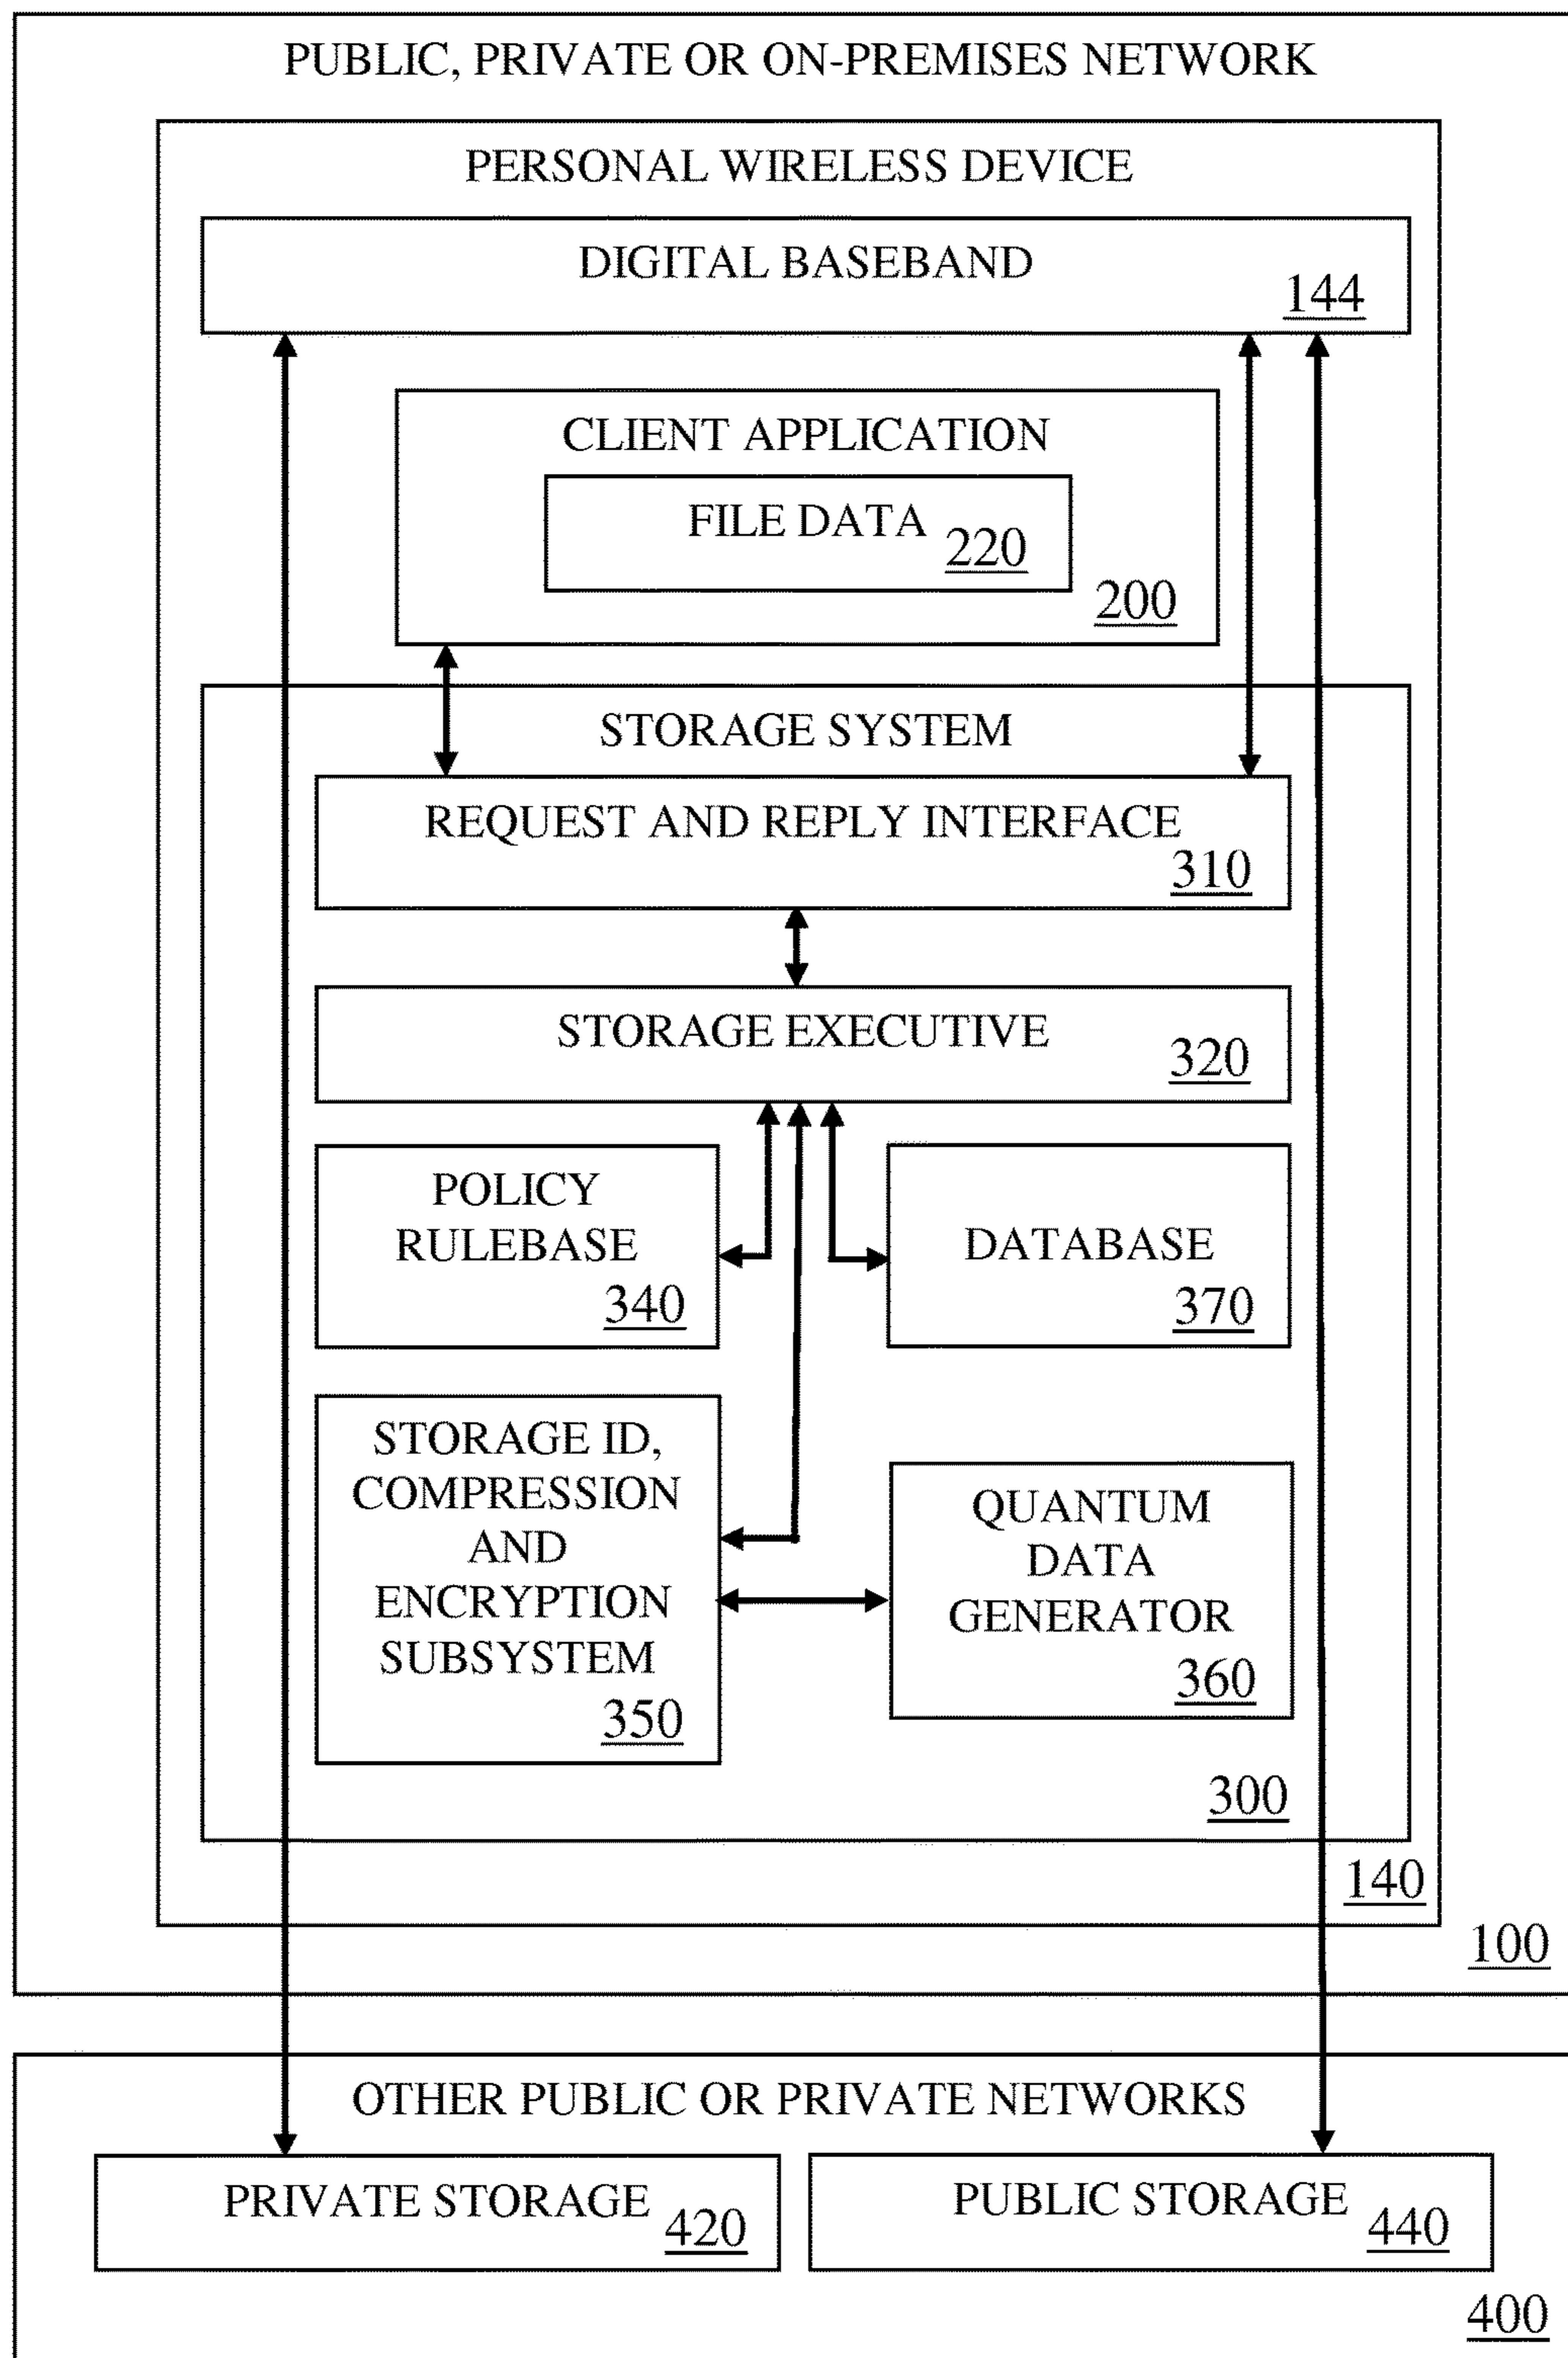 PUBLIC, PRIVATE OR ON-PREMISES NETWORK
PERSONAL WIRELESS DEVICE
DIGITAL BASEBAND
144
CLIENT APPLICATION
FILE DATA
220
200
STORAGE SYSTEM
REQUEST AND REPLY INTERFACE
310
STORAGE EXECUTIVE
320
POLICY
RULEBASE
340
DATABASE
370
STORAGE ID,
COMPRESSION
AND
ENCRYPTION
SUBSYSTEM
350
QUANTUM
DATA
GENERATOR
360
300
140
100
OTHER PUBLIC OR PRIVATE NETWORKS
PRIVATE STORAGE
420
PUBLIC STORAGE
440
400